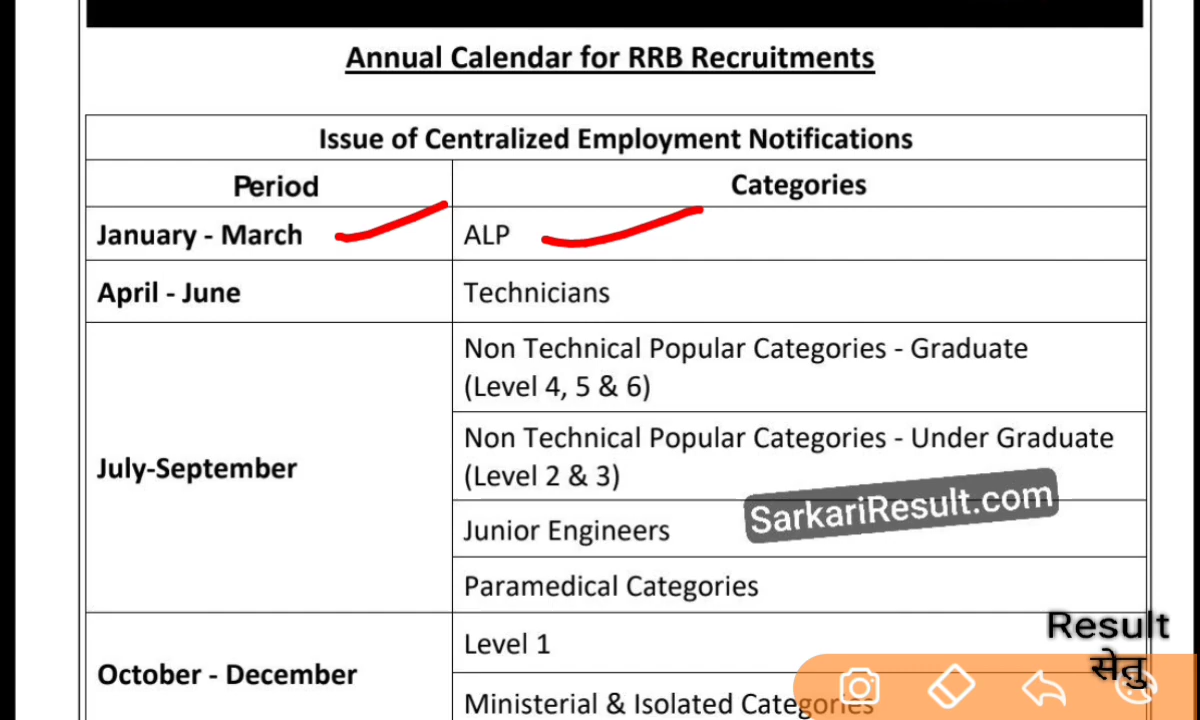 Annual Calendar for RRB Recruitments
Issue of Centralized Employment Notifications
Period
Categories
January - March
ALP
April - June
Technicians
July-September
Non Technical Popular Categories - Graduate
(Level 4, 5 & 6)
Non Technical Popular Categories - Under Graduate
(Level 2 & 3)
SarkariResult.com
Junior Engineers
Paramedical Categories
October - December
Level 1
Ministerial & Isolated Categories
Result
सेतु